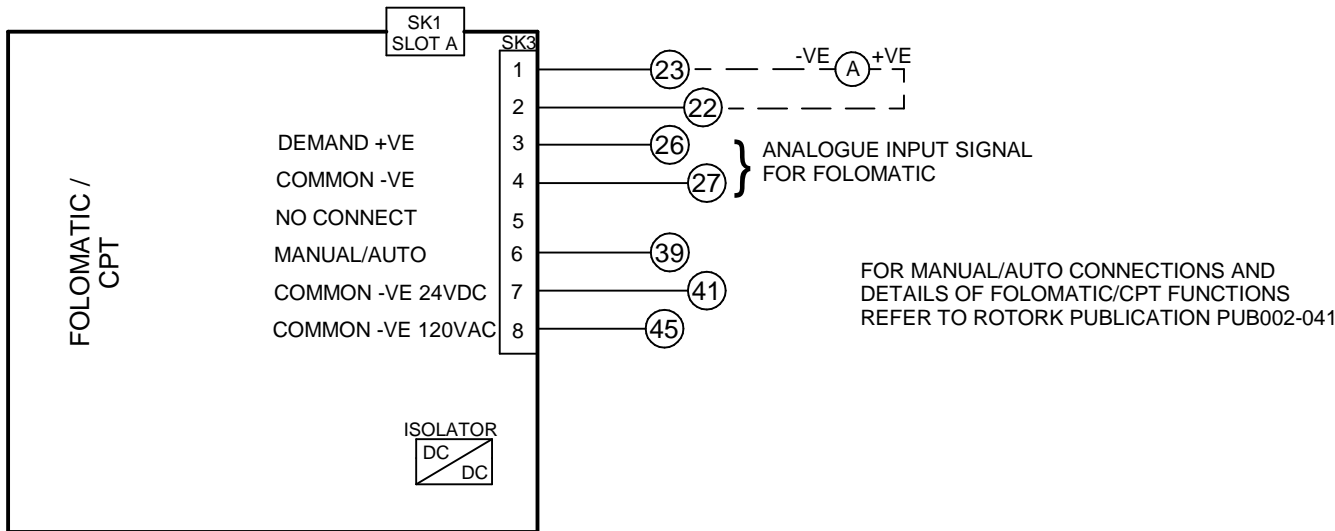 SK1
SLOT A
SK3
1
23
-VE
A
+VE
2
22
DEMAND +VE
3
26
ANALOGUE INPUT SIGNAL
FOR FOLOMATIC
COMMON -VE
4
27
NO CONNECT
5
MANUAL/AUTO
6
39
COMMON -VE 24VDC
7
41
COMMON -VE 120VAC
8
45
FOLOMATIC /
CPT
FOR MANUAL/AUTO CONNECTIONS AND
DETAILS OF FOLOMATIC/CPT FUNCTIONS
REFER TO ROTORK PUBLICATION PUB002-041
ISOLATOR
DC
DC